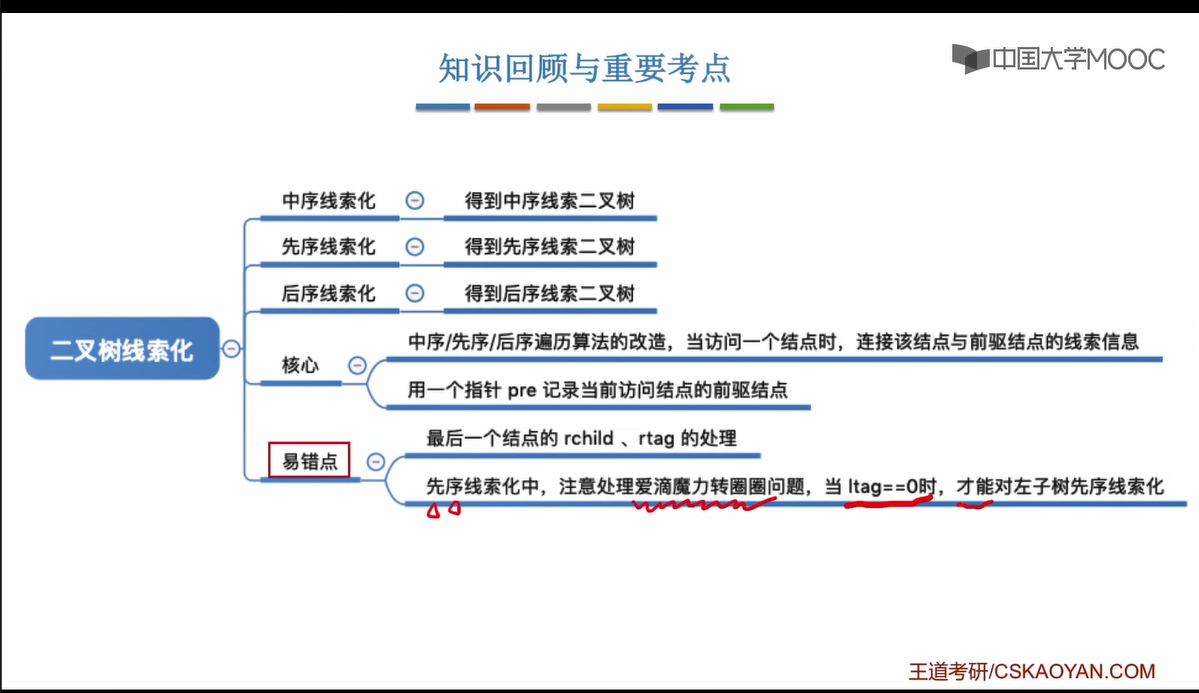 知识回顾与重要考点
中国大学MOOC
二叉树线索化
中序线索化
得到中序线索二叉树
先序线索化
得到先序线索二叉树
后序线索化
得到后序线索二叉树
核心
中序/先序/后序遍历算法的改造，当访问一个结点时，连接该结点与前驱结点的线索信息
用一个指针 pre 记录当前访问结点的前驱结点
易错点
最后一个结点的 rchild 、rtag 的处理
先序线索化中，注意处理爱滴魔力转圈圈问题，当 ltag==0时，才能对左子树先序线索化
王道考研/CSKAOYAN.COM